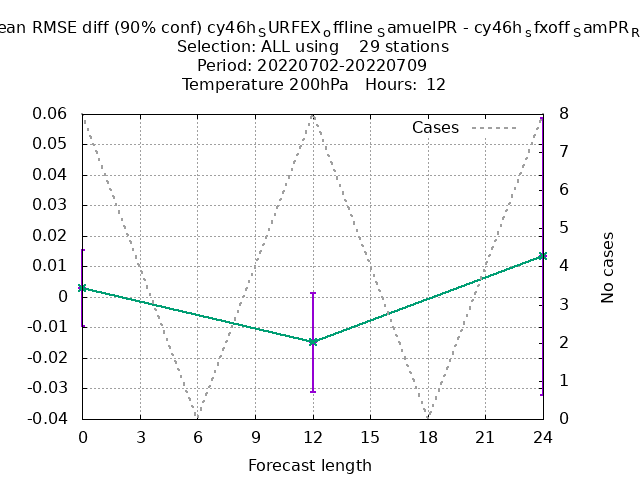 ean RMSE diff (90% conf) cy46h_SURFEX_offline_SamuelPR - cy46h_sfxoff_SamPR_R
Selection: ALL using    29 stations
Period: 20220702-20220709
Temperature 200hPa   Hours:  12
Cases
0.06
0.05
0.04
0.03
0.02
0.01
0
-0.01
-0.02
-0.03
-0.04
8
7
6
5
4
3
2
1
0
No cases
0 3 6 9 12 15 18 21 24
Forecast length